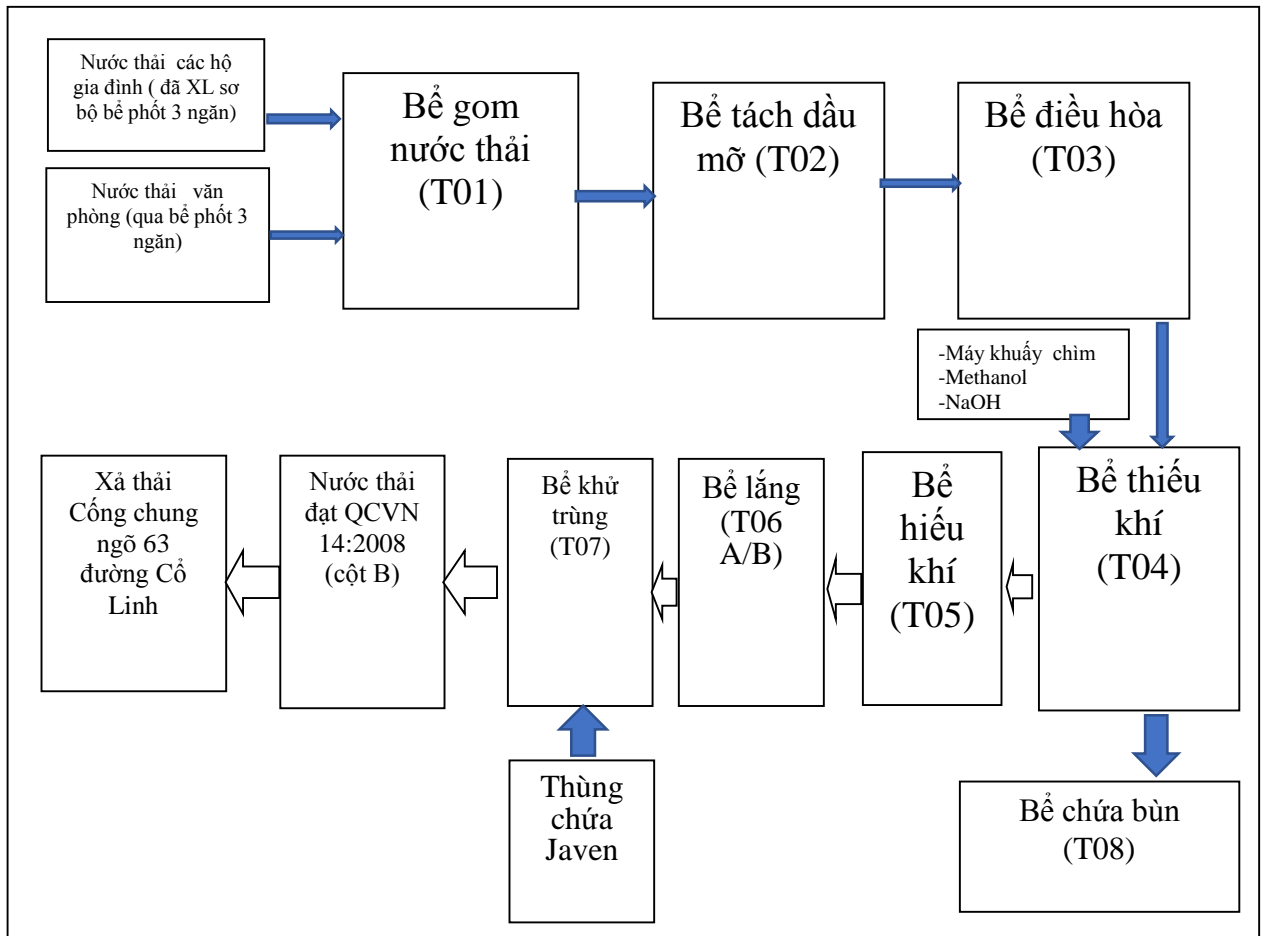 Nước thải các hộ
gia đình ( đã XL sơ
bộ bể phốt 3 ngăn)
Nước thải văn
phòng (qua bể phốt 3
ngăn)
Bể gom
nước thải
(T01)
Bể tách dầu
mỡ (T02)
Bể điều hòa
(T03)
-Máy khuấy chìm
-Methanol
-NaOH
Bể thiếu
khí
(T04)
Bể
hiếu
khí
(T05)
Bể lắng
(T06
A/B)
Bể khử
trùng
(T07)
Nước thải
đạt QCVN
14:2008
(cột B)
Xả thải
Cống chung
ngõ 63
đường Cổ
Linh
Thùng
chứa
Javen
Bể chứa bùn
(T08)